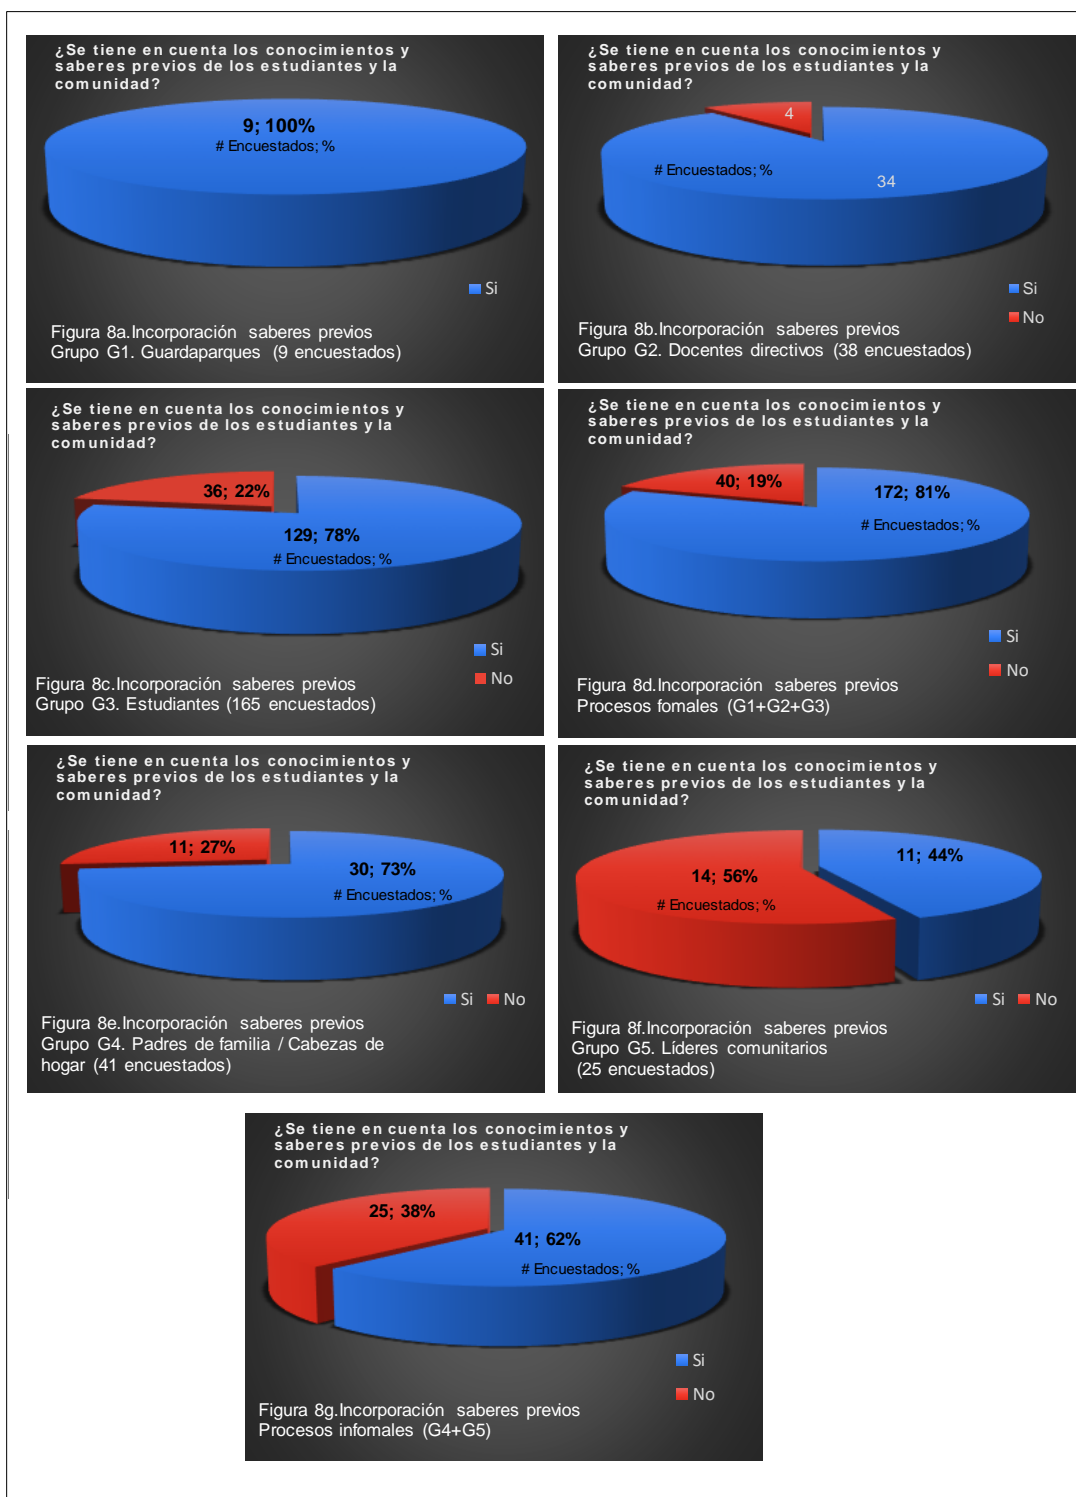 ¿Se tiene en cuenta los conocimientos y
saberes previos de los estudiantes y la
comunidad?
9; 100%
# Encuestados; %
Si
Figura 8a.Incorporación saberes previos
Grupo G1. Guardaparques (9 encuestados)
¿Se tiene en cuenta los conocimientos y
saberes previos de los estudiantes y la
comunidad?
4
# Encuestados; %
34
Si
No
Figura 8b.Incorporación saberes previos
Grupo G2. Docentes directivos (38 encuestados)
¿Se tiene en cuenta los conocimientos y
saberes previos de los estudiantes y la
comunidad?
36; 22%
129; 78%
# Encuestados; %
Si
No
Figura 8c.Incorporación saberes previos
Grupo G3. Estudiantes (165 encuestados)
¿Se tiene en cuenta los conocimientos y
saberes previos de los estudiantes y la
comunidad?
40; 19%
172; 81%
# Encuestados; %
Si
No
Figura 8d.Incorporación saberes previos
Procesos fomales (G1+G2+G3)
¿Se tiene en cuenta los conocimientos y
saberes previos de los estudiantes y la
comunidad?
11; 27%
30; 73%
# Encuestados; %
Si No
Figura 8e.Incorporación saberes previos
Grupo G4. Padres de familia / Cabezas de
hogar (41 encuestados)
¿Se tiene en cuenta los conocimientos y
saberes previos de los estudiantes y la
comunidad?
11; 44%
14; 56%
# Encuestados; %
Si No
Figura 8f.Incorporación saberes previos
Grupo G5. Líderes comunitarios
(25 encuestados)
¿Se tiene en cuenta los conocimientos y
saberes previos de los estudiantes y la
comunidad?
25; 38%
41; 62%
# Encuestados; %
Si
No
Figura 8g.Incorporación saberes previos
Procesos infomales (G4+G5)